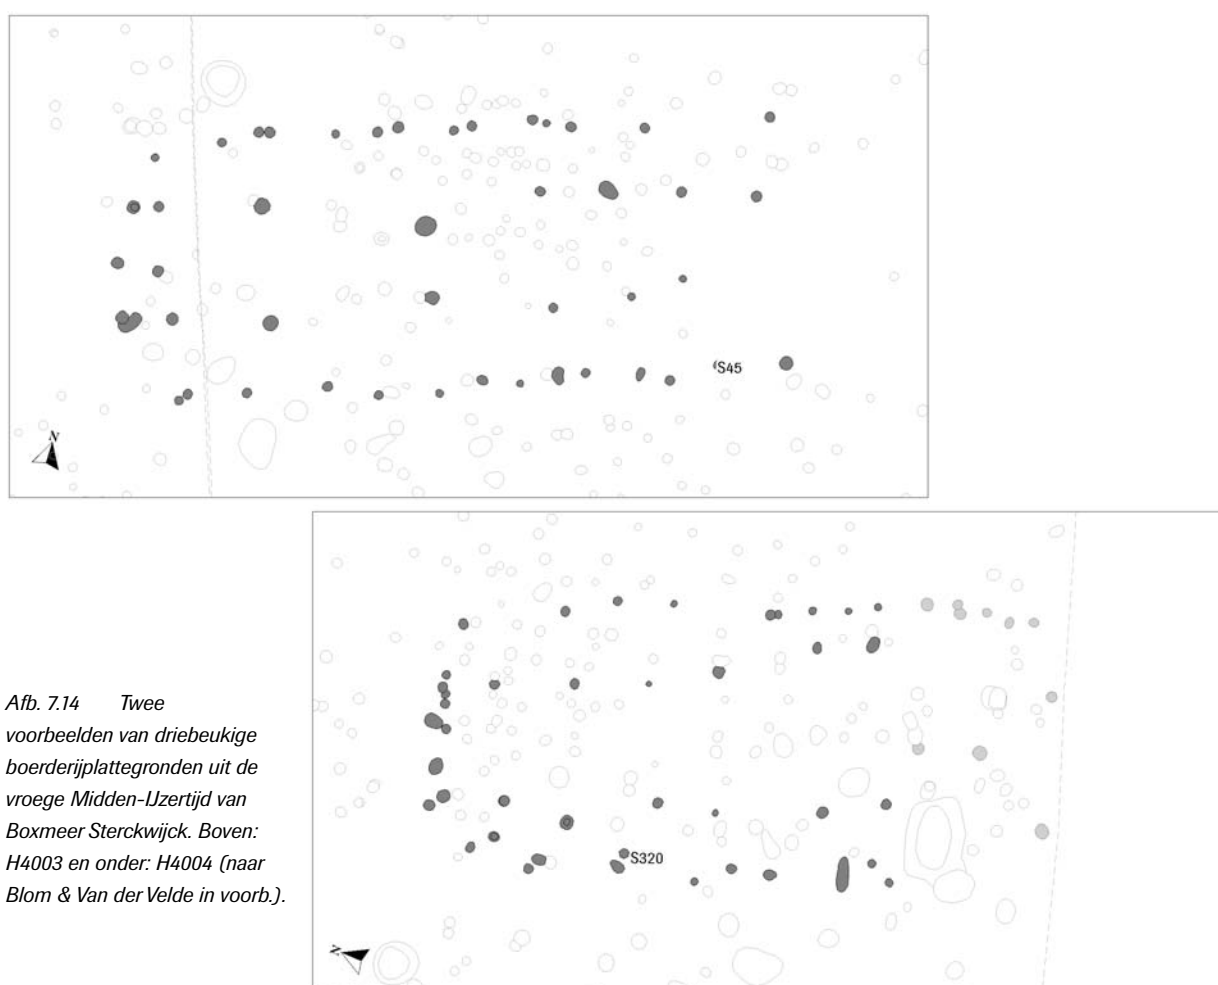 N
S45
S320
N
Afb. 7.14 Twee
voorbeelden van driebeukige
boerderijplattegronden uit de
vroege Midden-IJzertijd van
Boxmeer Sterckwijck. Boven:
H4003 en onder: H4004 (naar
Blom & Van der Velde in voorb.).